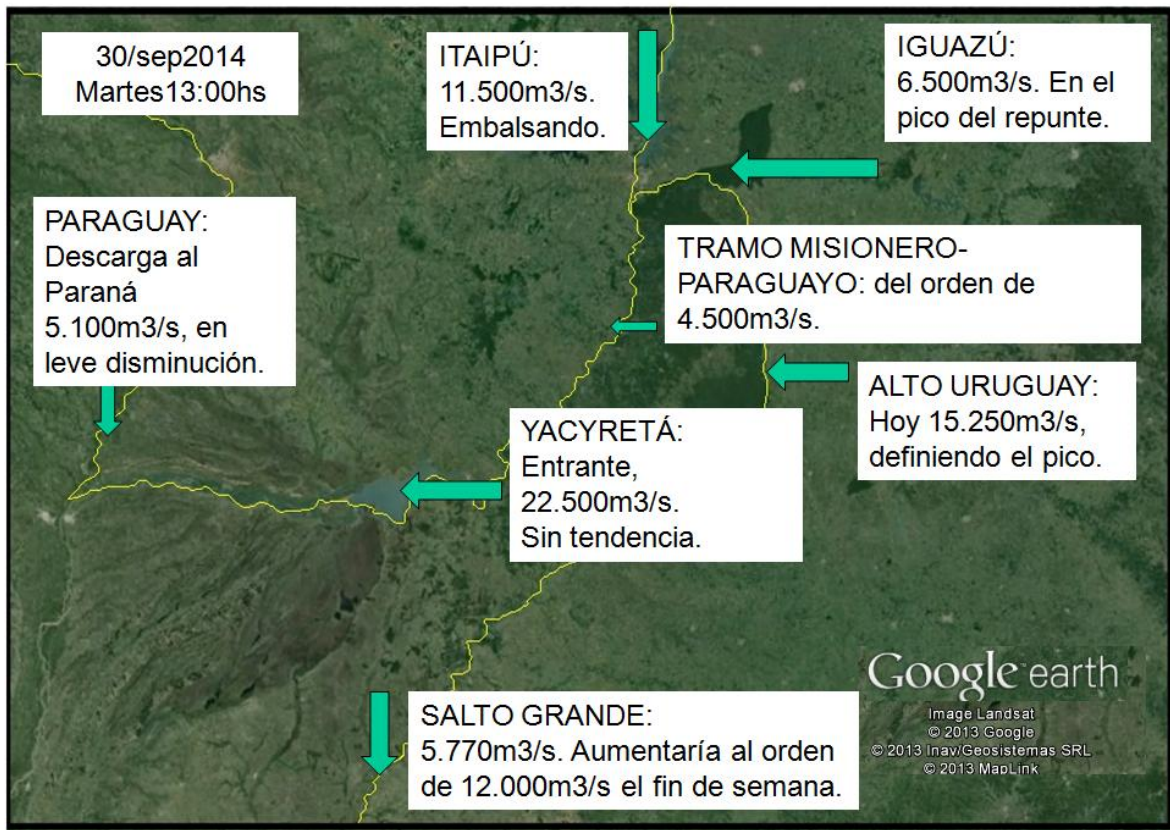 30/sep2014
Martes13:00hs
ITAIPÚ:
11.500m3/s.
Embalsando.
IGUAZÚ:
6.500m3/s. En el
pico del repunte.
PARAGUAY:
Descarga al
Paraná
5.100m3/s, en
leve disminución.
TRAMO MISIONERO-
PARAGUAYO: del orden de
4.500m3/s.
ALTO URUGUAY:
Hoy 15.250m3/s,
definiendo el pico.
YACYRETÁ:
Entrante,
22.500m3/s.
Sin tendencia.
SALTO GRANDE:
5.770m3/s. Aumentaría al orden
de 12.000m3/s el fin de semana.
Google earth
Image Landsat
© 2013 Google
© 2013 Inav/Geosistemas SRL
© 2013 MapLink